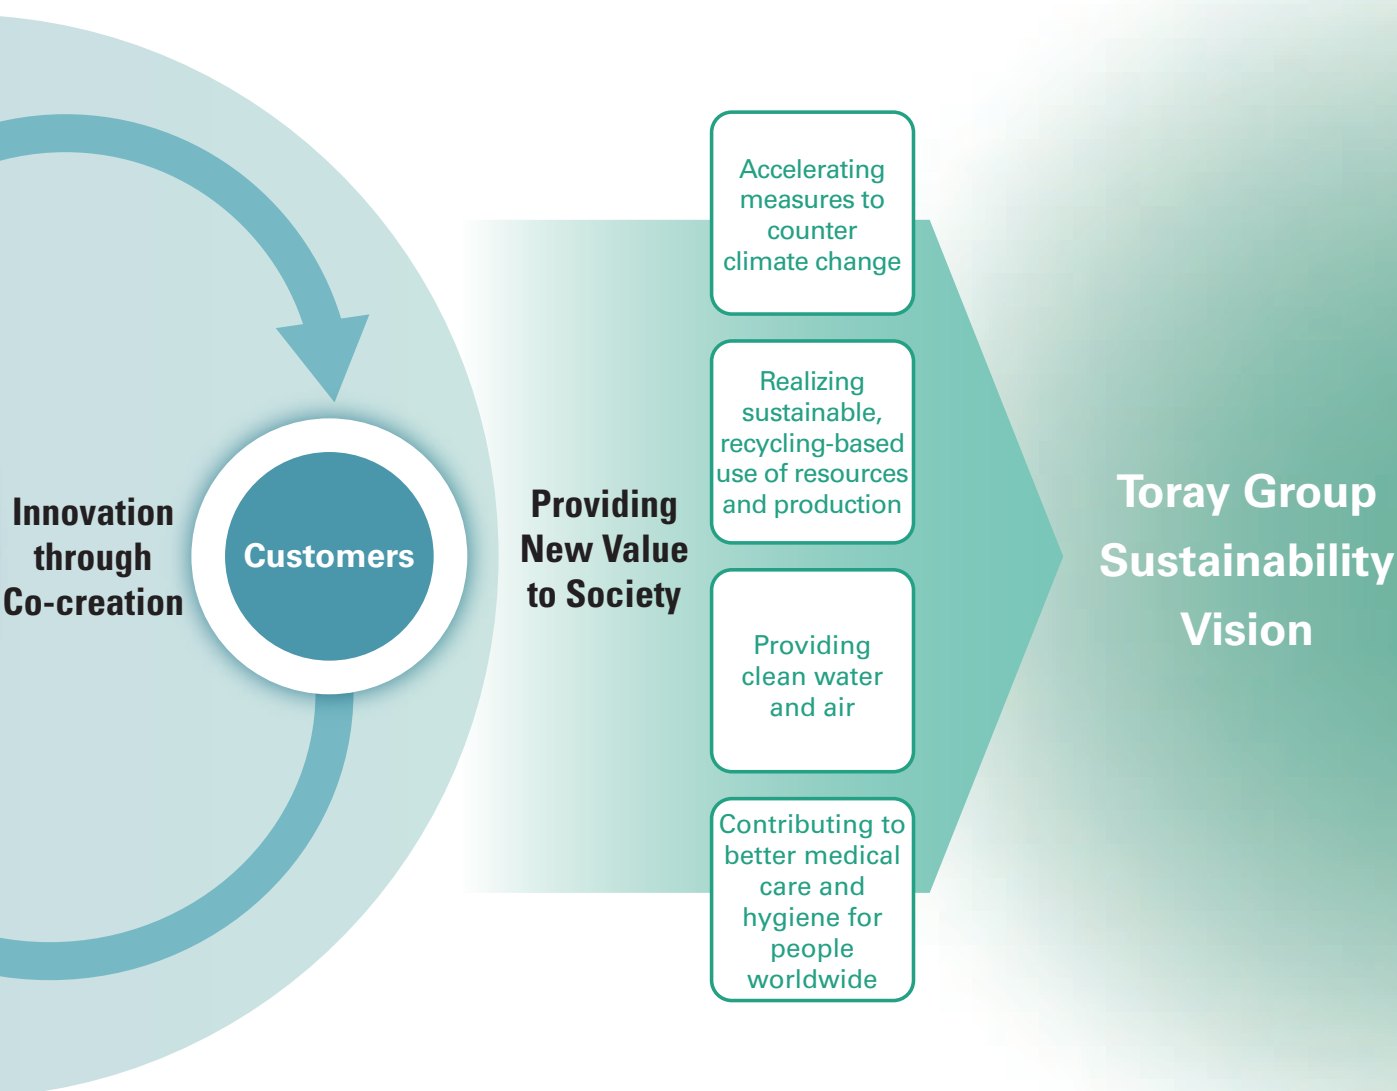 Innovation
through
Co-creation
Customers
Providing
New Value
to Society
Accelerating
measures to
counter
climate change
Realizing
sustainable,
recycling-based
use of resources
and production
Providing
clean water
and air
Contributing to
better medical
care and
hygiene for
people
worldwide
Toray Group
Sustainability
Vision